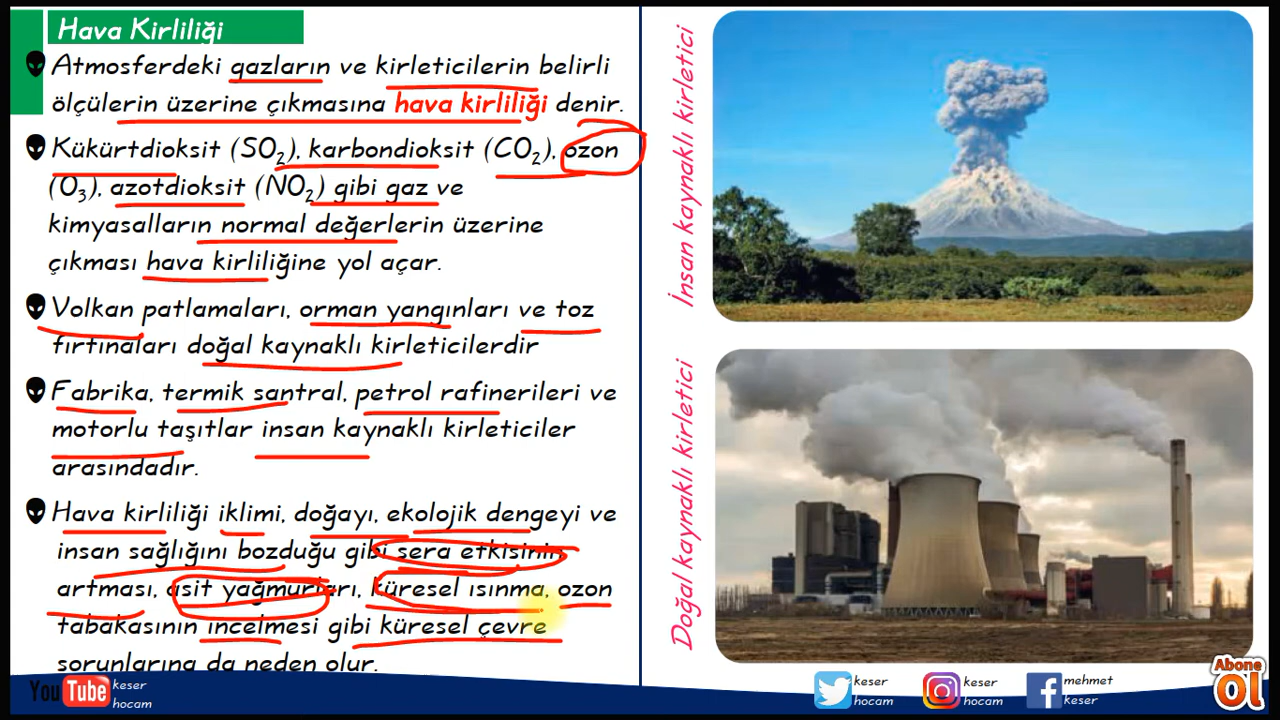 Hava Kirliliği
Atmosferdeki gazların ve kirleticilerin belirli
ölçülerin üzerine çıkmasına hava kirliliği denir.
Kükürtdioksit (SO₂), karbondioksit (CO₂), ozon
(O₃), azotdioksit (NO₂) gibi gaz ve
kimyasalların normal değerlerin üzerine
çıkması hava kirliliğine yol açar.
Volkan patlamaları, orman yangınları ve toz
fırtınaları doğal kaynaklı kirleticilerdir
Fabrika, termik santral, petrol rafinerileri ve
motorlu taşıtlar insan kaynaklı kirleticiler
arasındadır.
Hava kirliliği iklimi, doğayı, ekolojik dengeyi ve
insan sağlığını bozduğu gibi sera etkisinin
artması, asit yağmurları, küresel ısınma, ozon
tabakasının incelmesi gibi küresel çevre
sorunlarına da neden olur.
İnsan kaynaklı kirletici
Doğal kaynaklı kirletici
YouTube keser
hocam
keser
hocam
keser
hocam
mehmet
keser
Abone
Ol